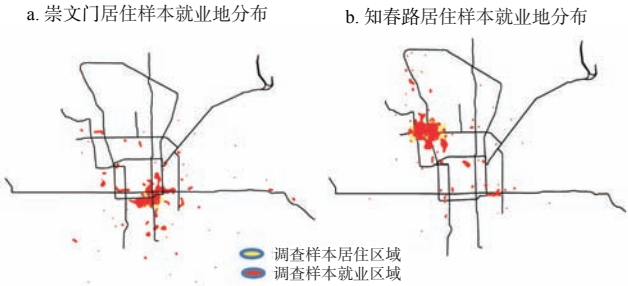 a. 崇文门居住样本就业地分布
b. 知春路居住样本就业地分布
调查样本居住区域
调查样本就业区域